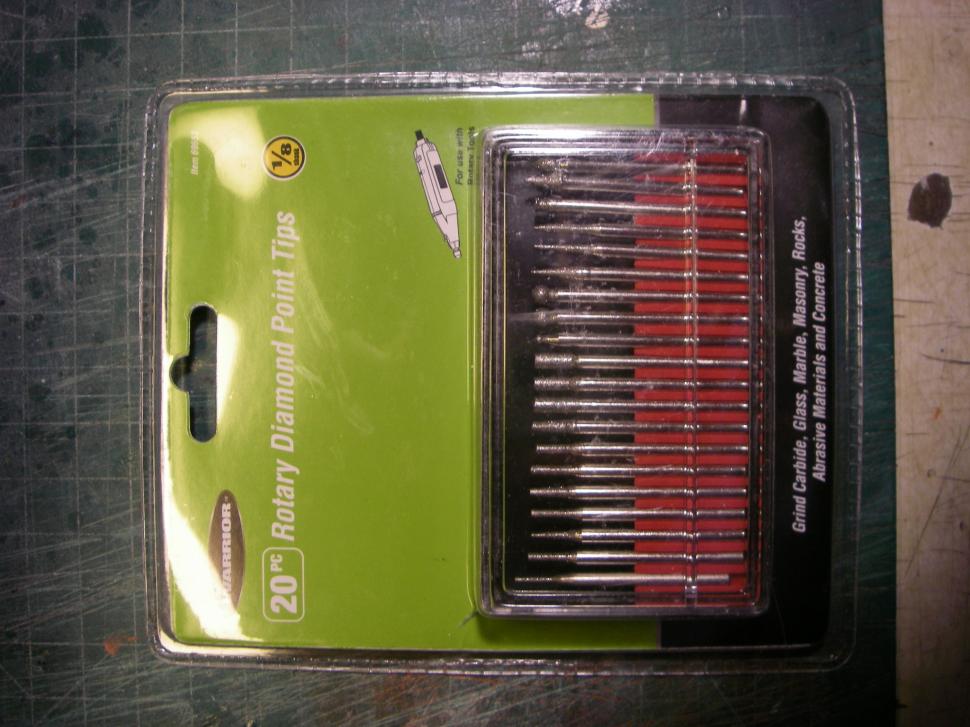 WARRIOR
20 PC Rotary Diamond Point Tips
1/8
For use with
Rotary Tools
Grind Carbide, Glass, Marble, Masonry, Rocks,
Abrasive Materials and Concrete